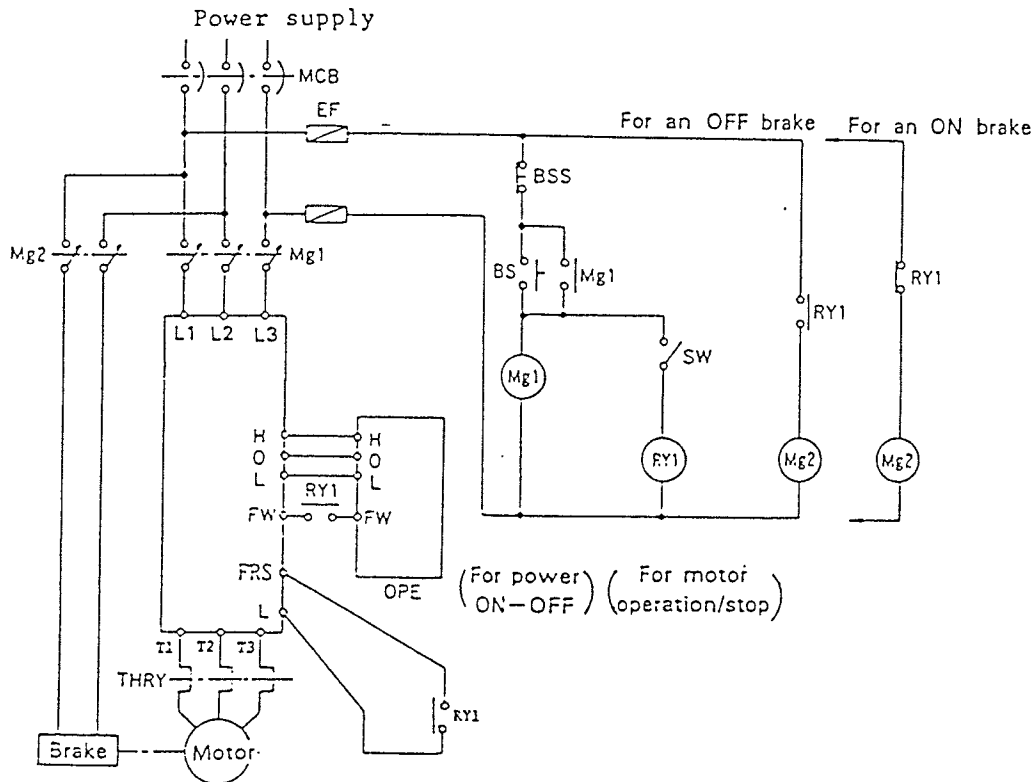 Power supply
MCB
EF
For an OFF brake
For an ON brake
BSS
Mg2
Mg1
BS
Mg1
RY1
RY1
L1 L2 L3
SW
Mg1
H
O
L
H
O
L
RY1
RY1
Mg2
Mg2
FW
FW
FRS
OPE
(For power ON-OFF)
(For motor operation/stop)
L
T1 T2 T3
THRY
RY1
Brake
Motor